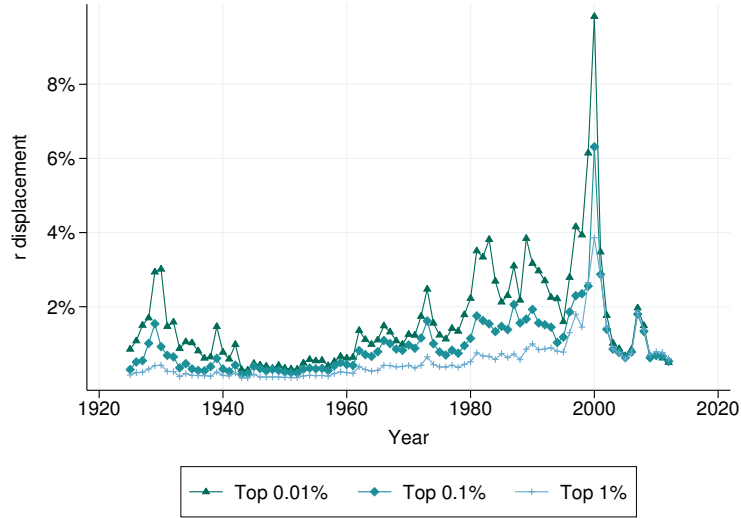 8%
6%
4%
2%
r displacement
1920 1940 1960 1980 2000 2020
Year
Top 0.01% Top 0.1% Top 1%